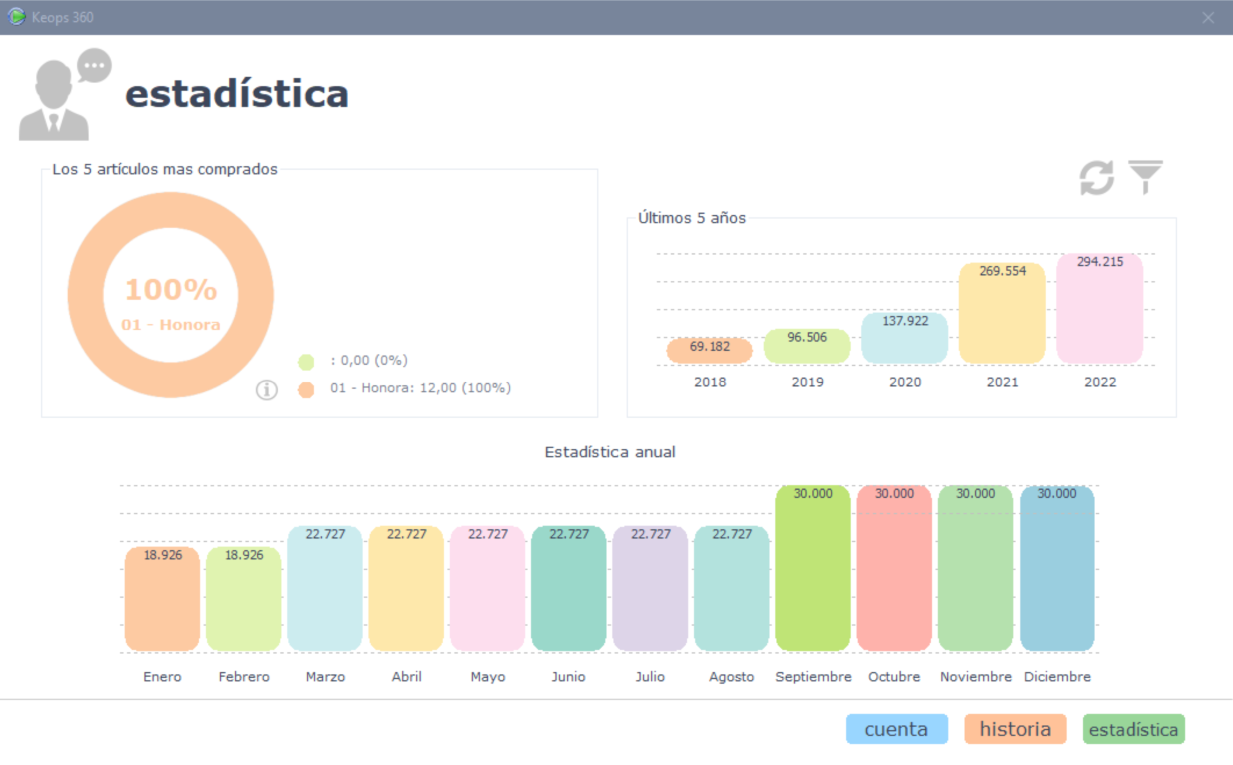 Keops 360
estadística
Los 5 artículos mas comprados
100%
01 - Honora
: 0,00 (0%)
01 - Honora: 12,00 (100%)
Últimos 5 años
69.182 96.506 137.922 269.554 294.215
2018 2019 2020 2021 2022
Estadística anual
18.926 18.926 22.727 22.727 22.727 22.727 22.727 22.727 30.000 30.000 30.000 30.000
Enero Febrero Marzo Abril Mayo Junio Julio Agosto Septiembre Octubre Noviembre Diciembre
cuenta historia estadística